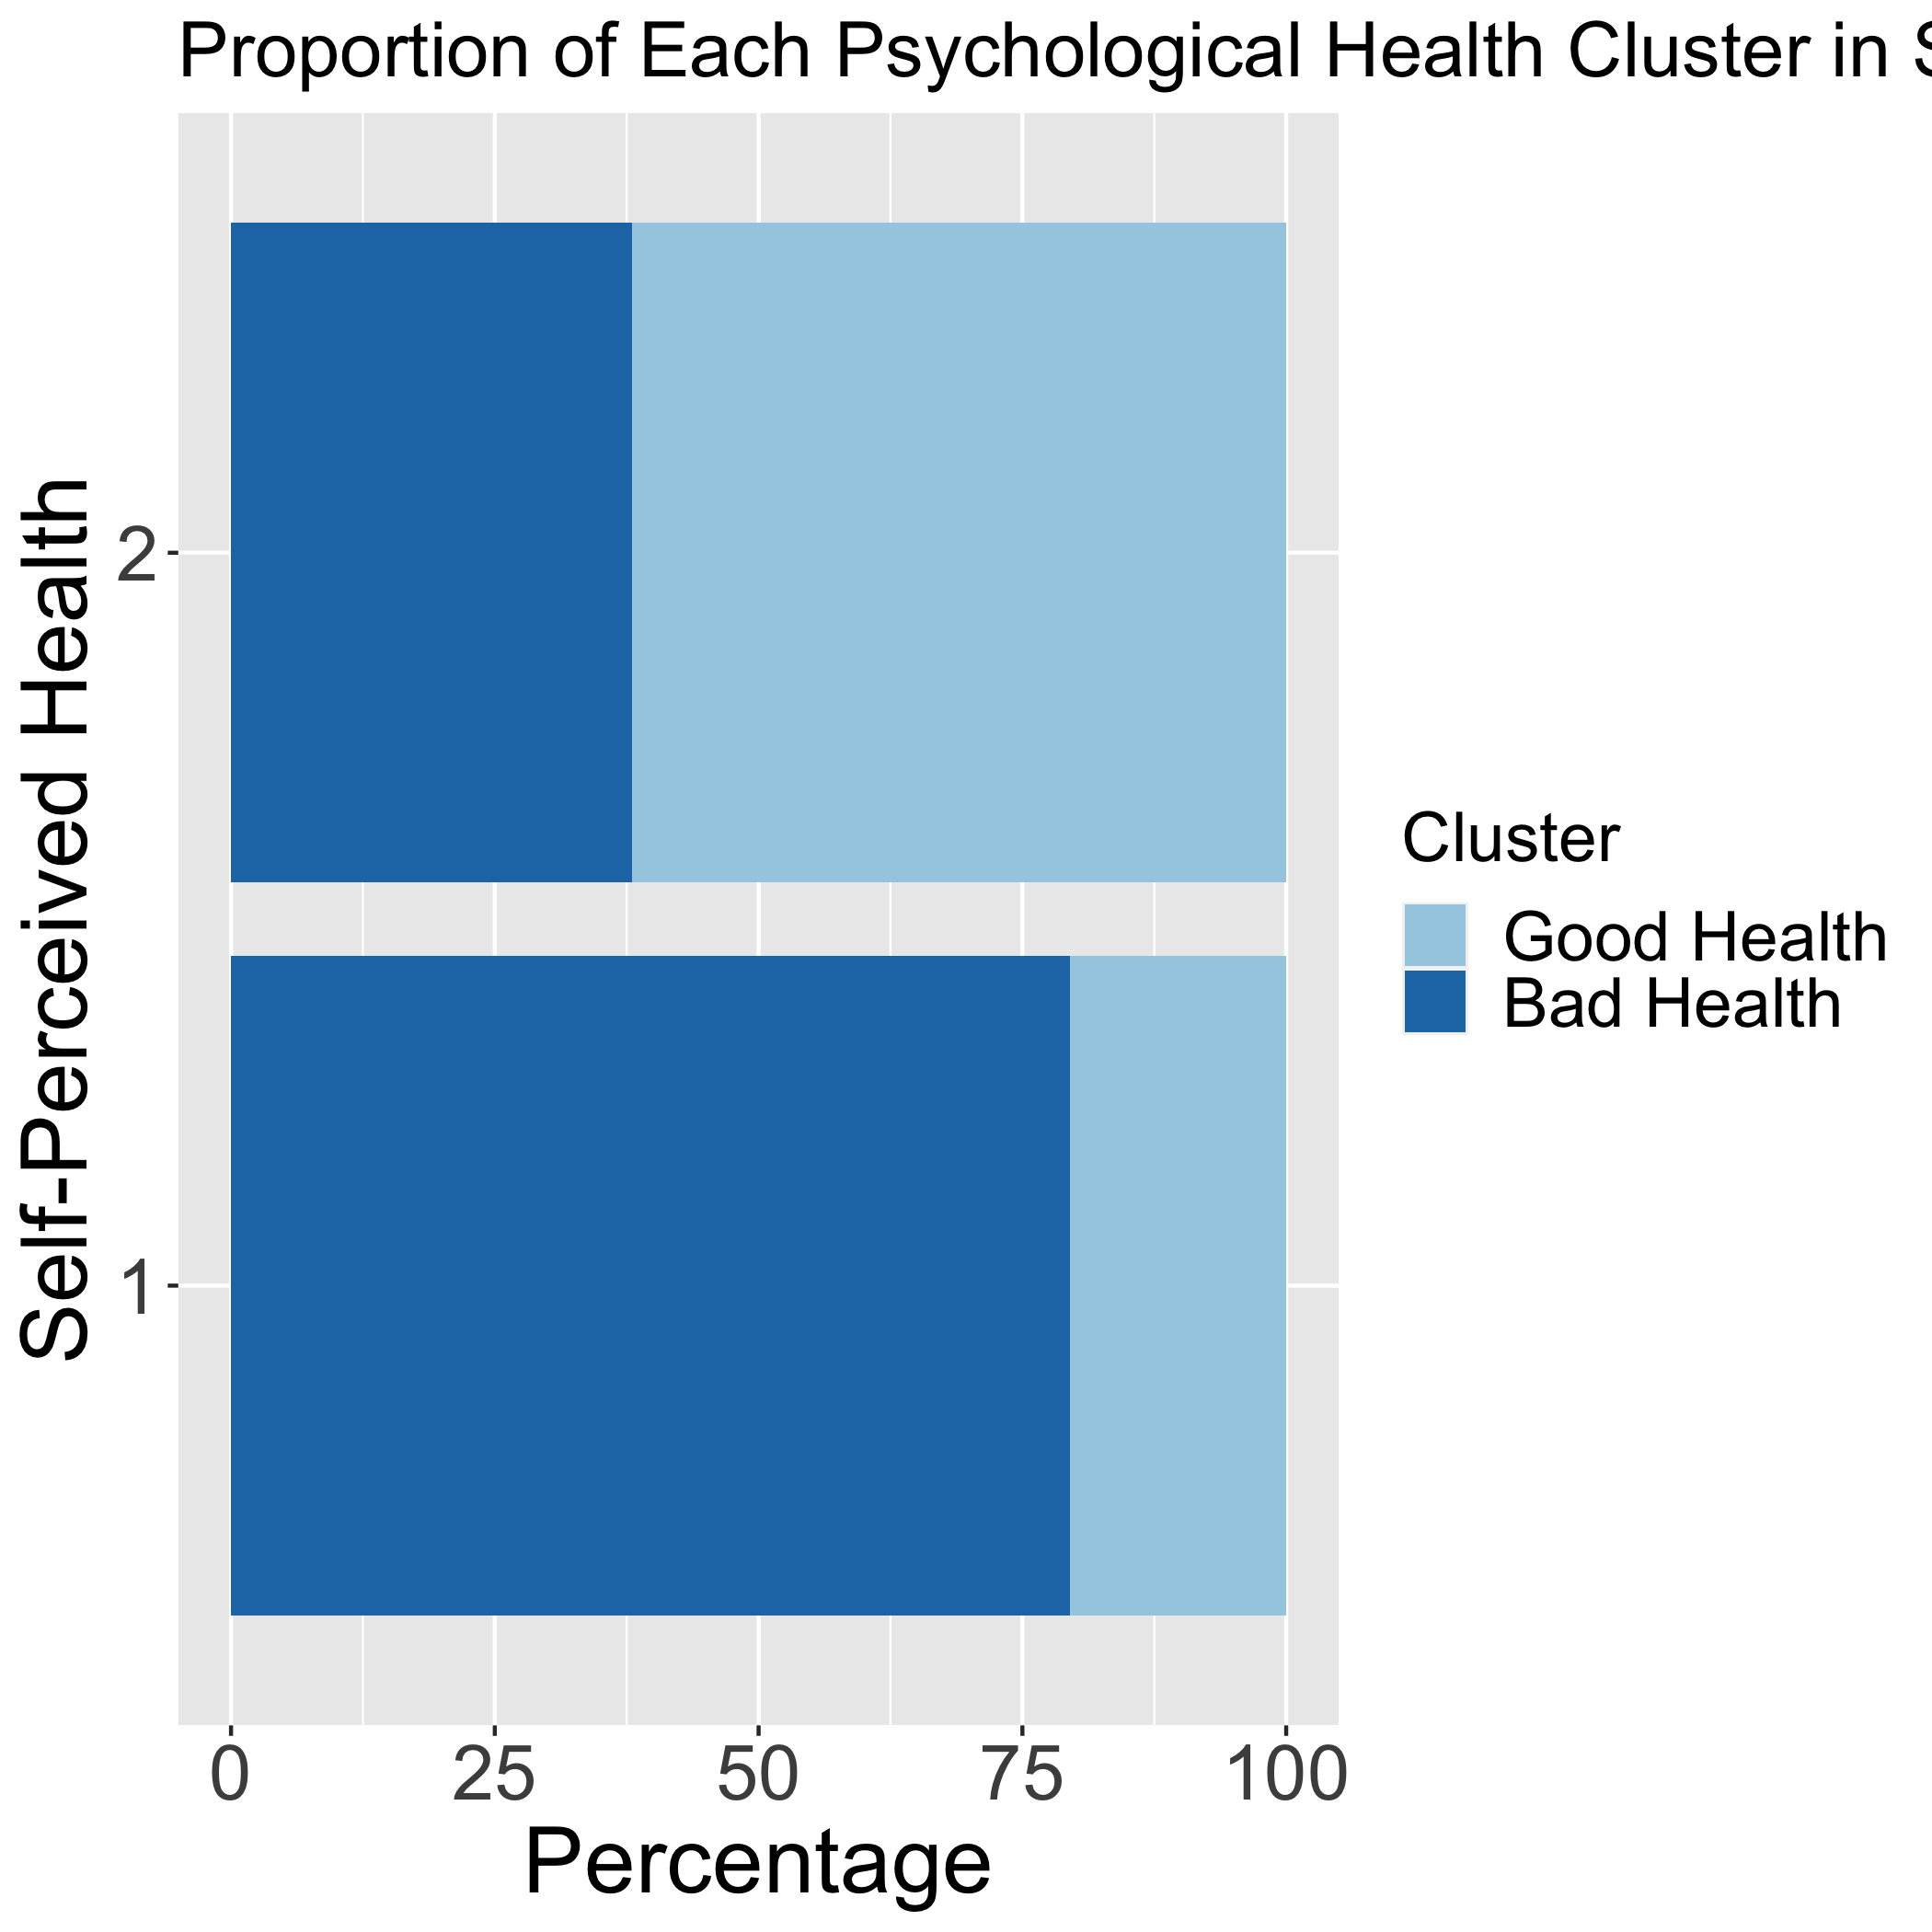 Proportion of Each Psychological Health Cluster in
Self-Perceived Health
2
1
0 25 50 75 100
Percentage
Cluster
Good Health
Bad Health